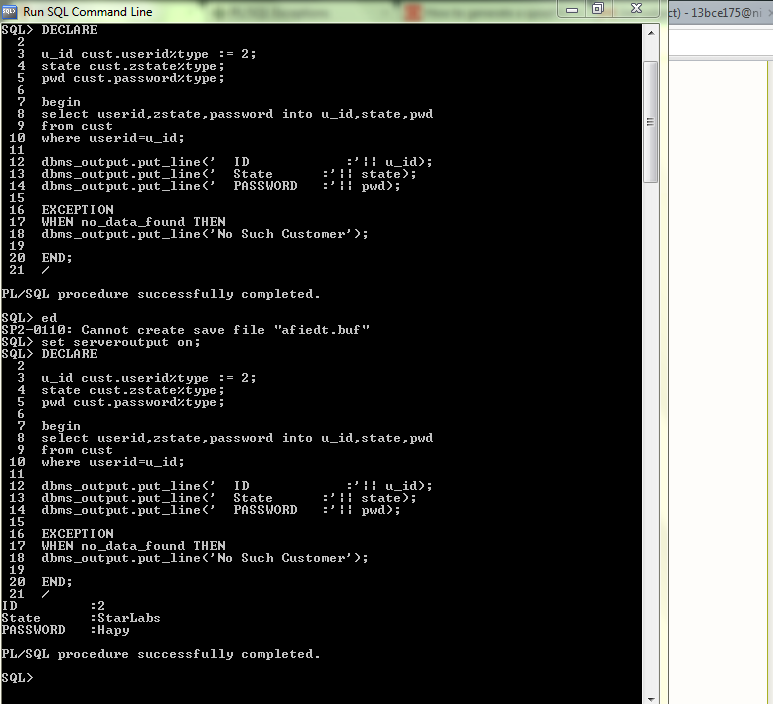 Run SQL Command Line
ct) - 13bce175@ni
SQL> DECLARE
2
3 u_id cust.userid%type := 2;
4 state cust.zstate%type;
5 pwd cust.password%type;
6
7 begin
8 select userid,zstate,password into u_id,state,pwd
9 from cust
10 where userid=u_id;
11
12 dbms_output.put_line('  ID            :'|| u_id);
13 dbms_output.put_line('  State      :'|| state);
14 dbms_output.put_line('  PASSWORD   :'|| pwd);
15
16 EXCEPTION
17 WHEN no_data_found THEN
18 dbms_output.put_line('No Such Customer');
19
20 END;
21 /
PL/SQL procedure successfully completed.
SQL> ed
SP2-0110: Cannot create save file "afiedt.buf"
SQL> set serveroutput on;
SQL> DECLARE
2
3 u_id cust.userid%type := 2;
4 state cust.zstate%type;
5 pwd cust.password%type;
6
7 begin
8 select userid,zstate,password into u_id,state,pwd
9 from cust
10 where userid=u_id;
11
12 dbms_output.put_line('  ID            :'|| u_id);
13 dbms_output.put_line('  State      :'|| state);
14 dbms_output.put_line('  PASSWORD   :'|| pwd);
15
16 EXCEPTION
17 WHEN no_data_found THEN
18 dbms_output.put_line('No Such Customer');
19
20 END;
21 /
ID         :2
State      :StarLabs
PASSWORD   :Hapy
PL/SQL procedure successfully completed.
SQL>